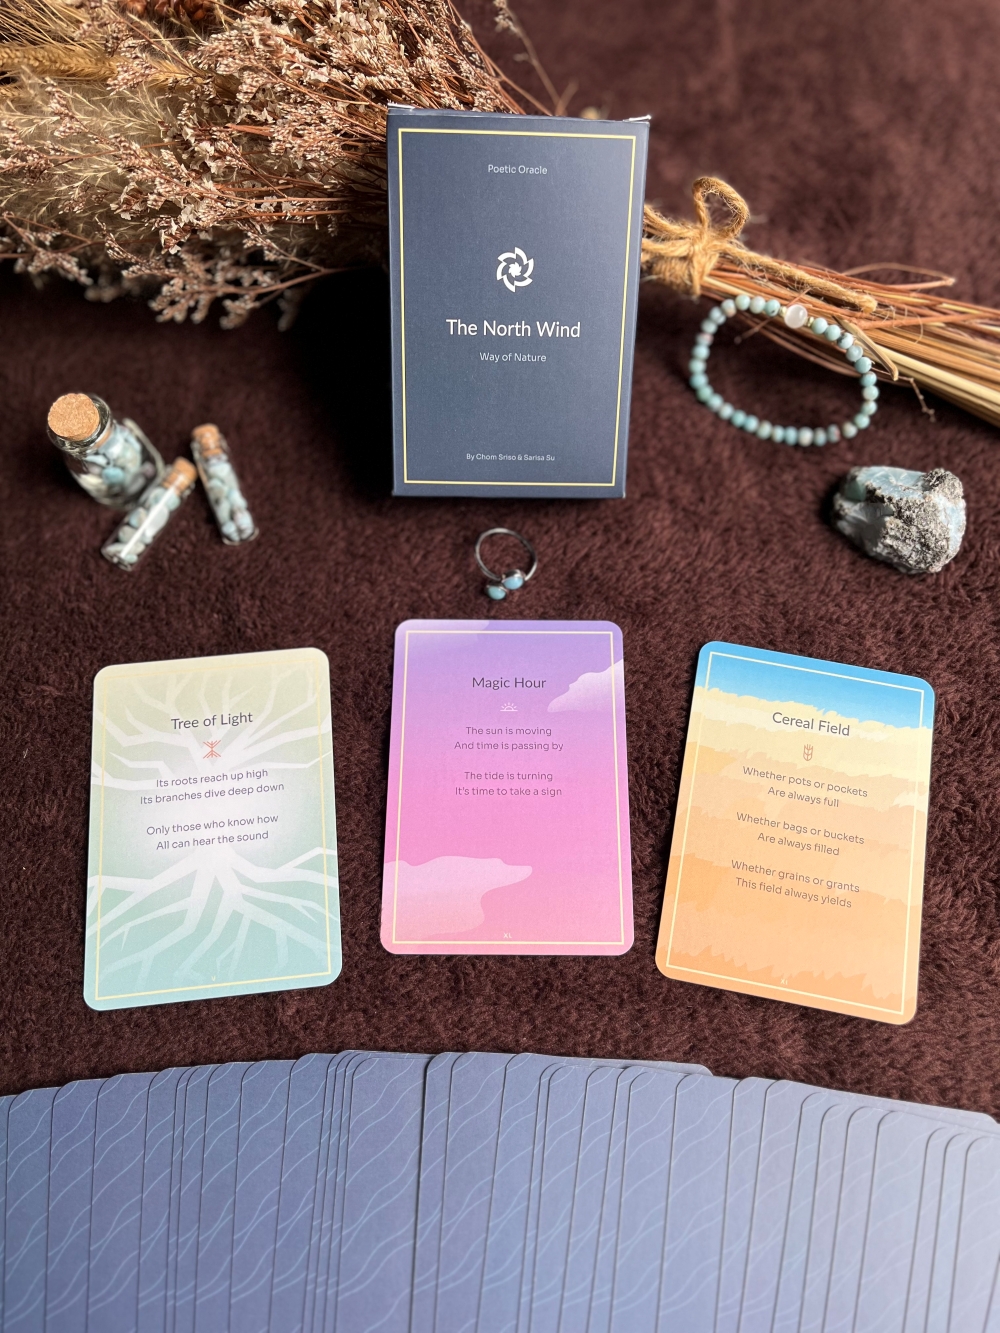 Poetic Oracle
The North Wind
Way of Nature
By Chom Sriso & Sarisa Su
Tree of Light
Its roots reach up high
Its branches dive deep down
Only those who know how
All can hear the sound
V
Magic Hour
The sun is moving
And time is passing by
The tide is turning
It's time to take a sign
XL
Cereal Field
Whether pots or pockets
Are always full
Whether bags or buckets
Are always filled
Whether grains or grants
This field always yields
XI